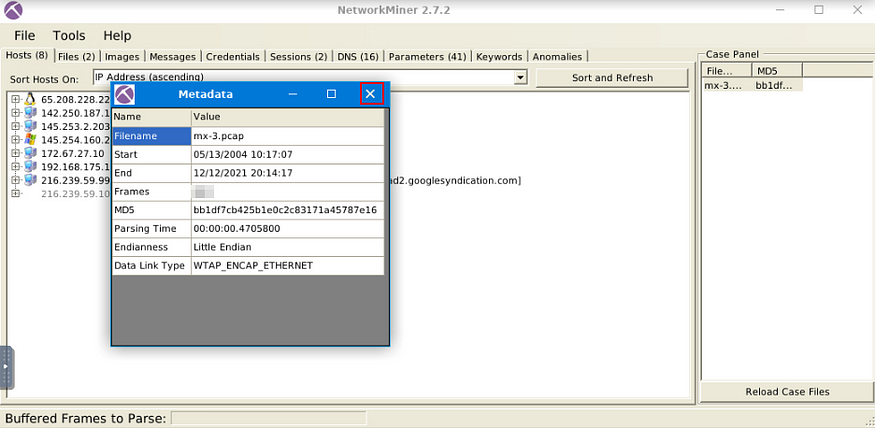 NetworkMiner 2.7.2
File Tools Help
Hosts (8) Files (2) Images Messages Credentials Sessions (2) DNS (16) Parameters (41) Keywords Anomalies
Sort Hosts On: IP Address (ascending) Sort and Refresh
65.208.228.22
142.250.187.1
145.253.2.203
145.254.160.2
172.67.27.10
192.168.175.1
216.239.59.99 d2.googlesyndication.com]
216.239.59.10
Metadata
Name Value
Filename mx-3.pcap
Start 05/13/2004 10:17:07
End 12/12/2021 20:14:17
Frames
MD5 bb1df7cb425b1e0c2c83171a45787e16
Parsing Time 00:00:00.4705800
Endianness Little Endian
Data Link Type WTAP_ENCAP_ETHERNET
Case Panel
File... MD5
mx-3.... bb1df...
Reload Case Files
Buffered Frames to Parse: